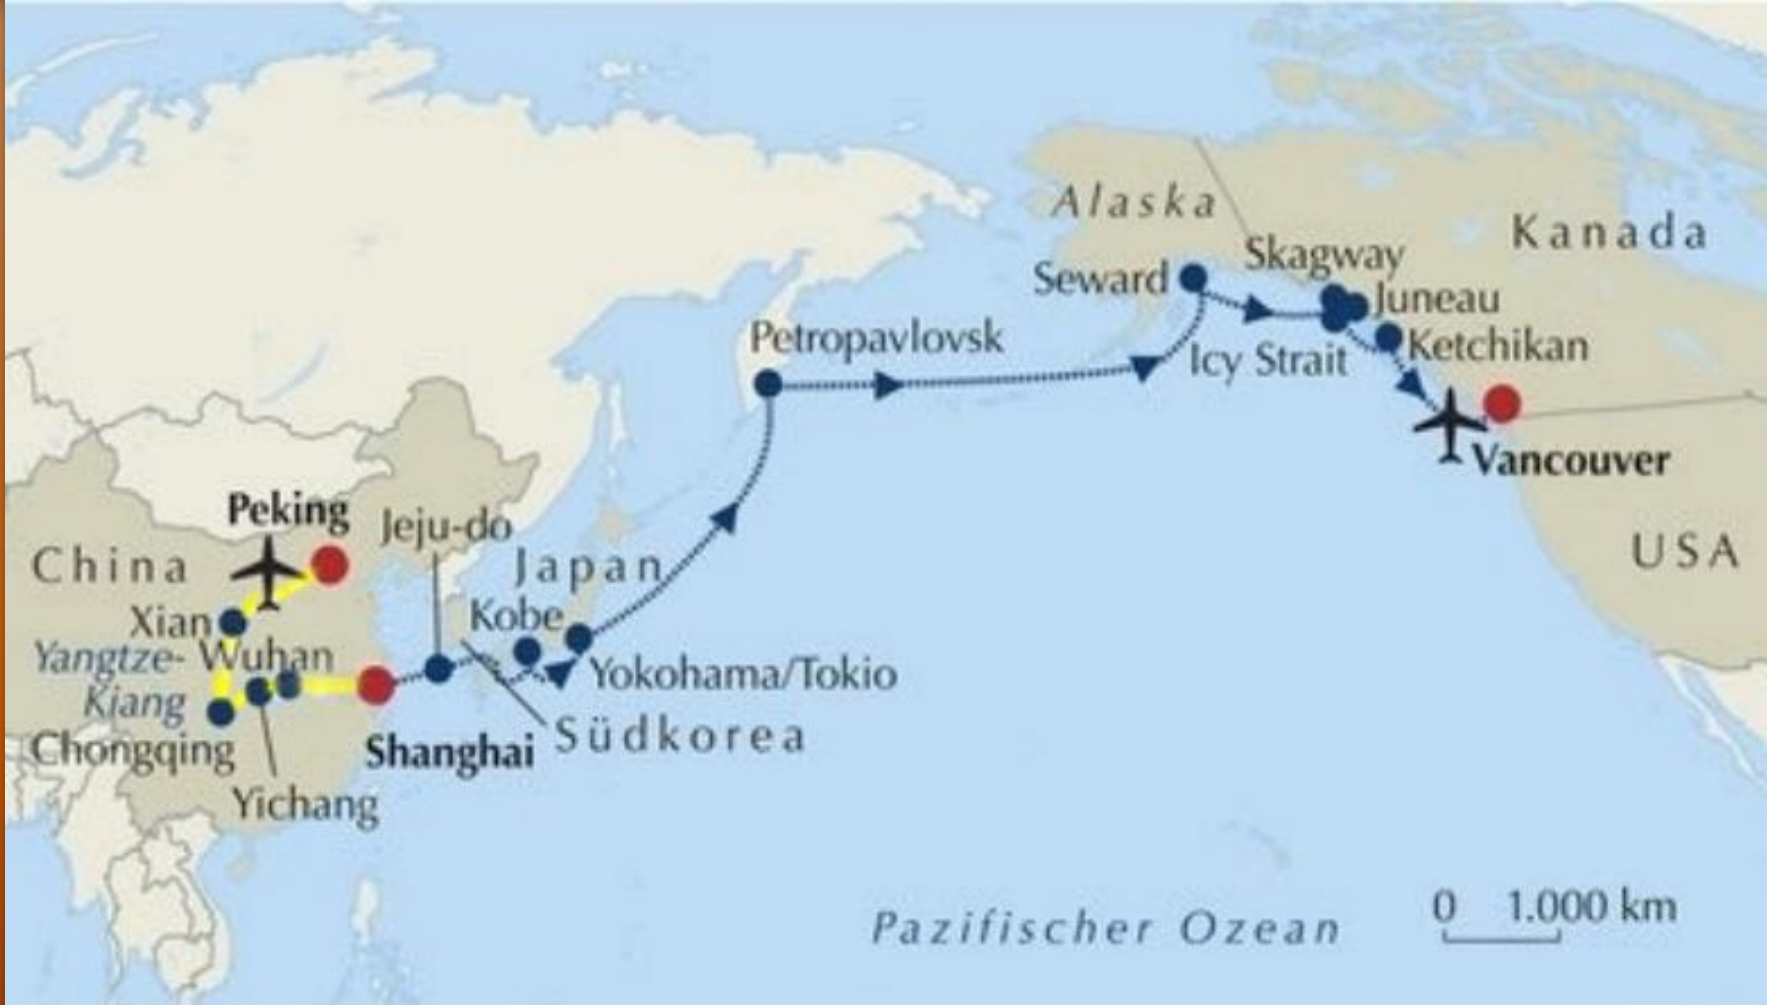 Alaska
Kanada
Skagway
Seward
Juneau
Petropavlovsk
Ketchikan
Icy Strait
Vancouver
Peking
Jeju-do
USA
China
Japan
Kobe
Xian
Yangtze- Wuhan
Kiang
Yokohama/Tokio
Chongqing
Shanghai
Südkorea
Yichang
Pazifischer Ozean
0 1.000 km